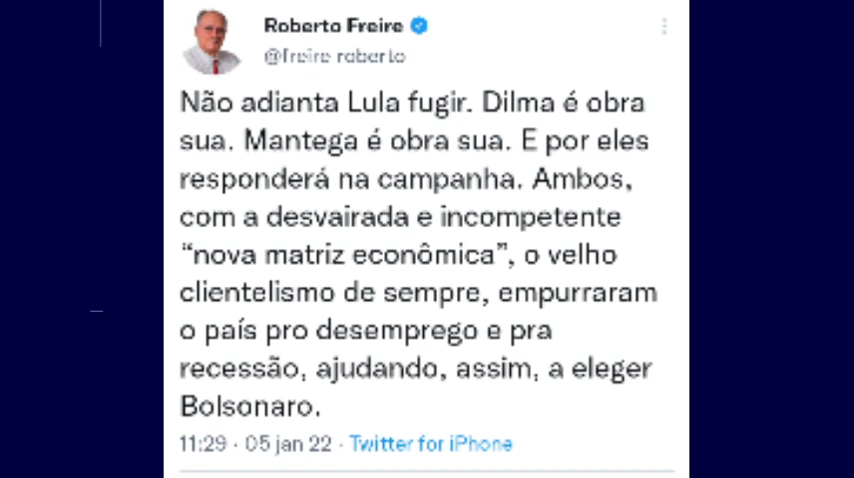 Roberto Freire
@freire roberto
Não adianta Lula fugir. Dilma é obra
sua. Mantega é obra sua. E por eles
responderá na campanha. Ambos,
com a desvairada e incompetente
“nova matriz econômica”, o velho
clientelismo de sempre, empurraram
o país pro desemprego e pra
recessão, ajudando, assim, a eleger
Bolsonaro.
11:29 · 05 jan 22 · Twitter for iPhone